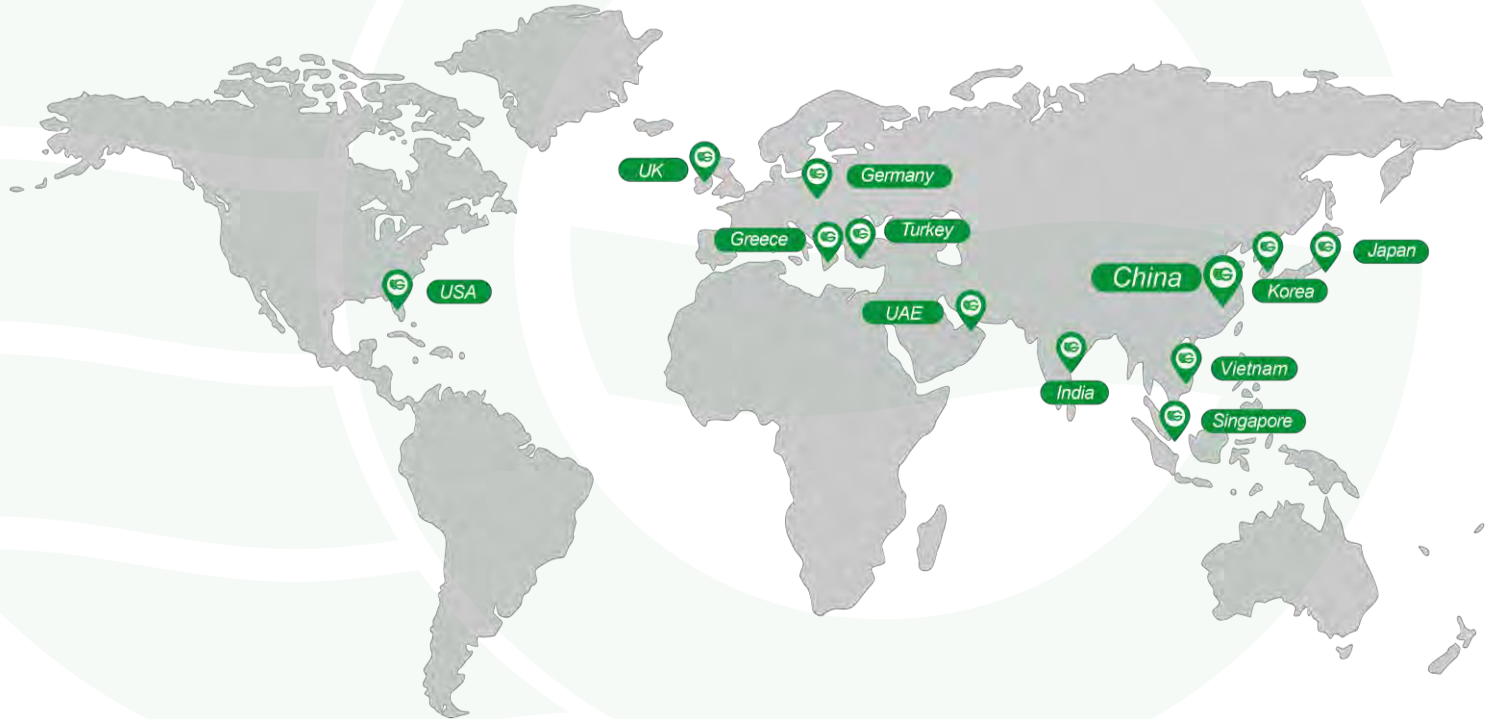 UK
Germany
Greece
Turkey
USA
UAE
China
Korea
Japan
India
Vietnam
Singapore